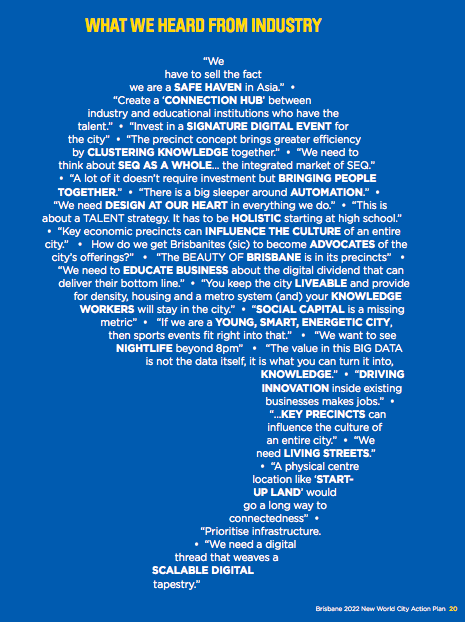 WHAT WE HEARD FROM INDUSTRY
“We
have to sell the fact
we are a SAFE HAVEN in Asia.” •
“Create a ‘CONNECTION HUB’ between
industry and educational institutions who have the
talent.” • “Invest in a SIGNATURE DIGITAL EVENT for
the city” • “The precinct concept brings greater efficiency
by CLUSTERING KNOWLEDGE together.” • “We need to
think about SEQ AS A WHOLE... the integrated market of SEQ.”
• “A lot of it doesn’t require investment but BRINGING PEOPLE
TOGETHER.” • “There is a big sleeper around AUTOMATION.” •
“We need DESIGN AT OUR HEART in everything we do.” • “This is
about a TALENT strategy. It has to be HOLISTIC starting at high school.”
• “Key economic precincts can INFLUENCE THE CULTURE of an entire
city.” • How do we get Brisbanites (sic) to become ADVOCATES of the
city’s offerings?” • “The BEAUTY OF BRISBANE is in its precincts” •
“We need to EDUCATE BUSINESS about the digital dividend that can
deliver their bottom line.” • “You keep the city LIVEABLE and provide
for density, housing and a metro system (and) your KNOWLEDGE
WORKERS will stay in the city.” • “SOCIAL CAPITAL is a missing
metric” • “If we are a YOUNG, SMART, ENERGETIC CITY,
then sports events fit right into that.” • “We want to see
NIGHTLIFE beyond 8pm” • “The value in this BIG DATA
is not the data itself, it is what you can turn it into,
KNOWLEDGE.” • “DRIVING
INNOVATION inside existing
businesses makes jobs.” •
“...KEY PRECINCTS can
influence the culture of
an entire city.” • “We
need LIVING STREETS.”
• “A physical centre
location like ‘START-
UP LAND’ would
go a long way to
connectedness” •
“Prioritise infrastructure.
• “We need a digital
thread that weaves a
SCALABLE DIGITAL
tapestry.”
Brisbane 2022 New World City Action Plan 20